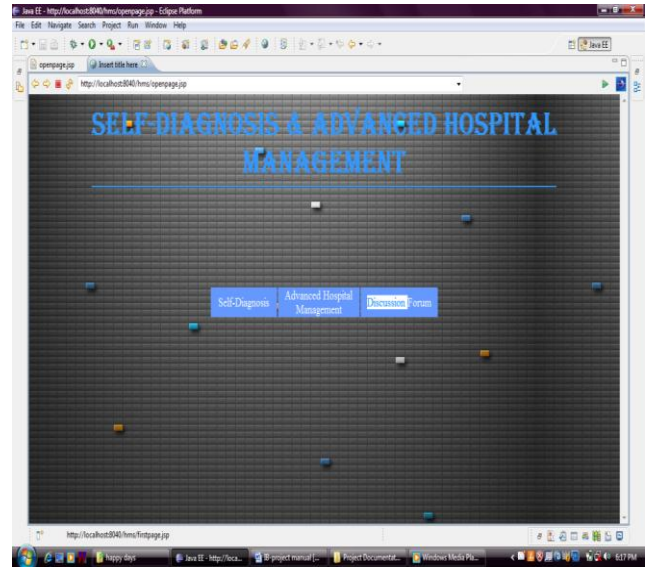 Java EE - http://localhost:8040/hms/openpage.jsp - Eclipse Platform
File Edit Navigate Search Project Run Window Help
Java EE
openpage.jsp Insert title here
http://localhost:8040/hms/openpage.jsp
SELF-DIAGNOSIS & ADVANCED HOSPITAL
MANAGEMENT
Self-Diagnosis
Advanced Hospital
Management
Discussion Forum
http://localhost:8040/hms/firstpage.jsp
happy days
Java EE - http://loca...
BI-project manual [...
Project Documentat...
Windows Media Pla...
6:17 PM